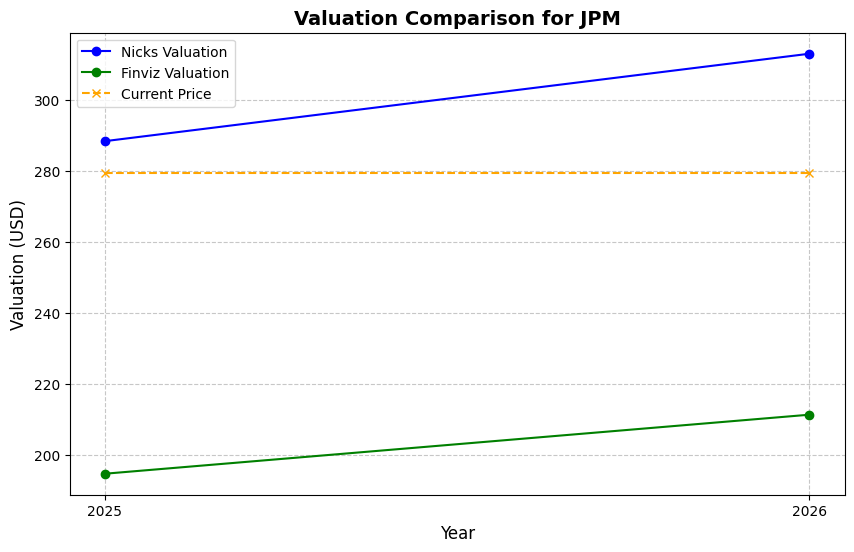 Valuation Comparison for JPM
Nicks Valuation
Finviz Valuation
Current Price
Valuation (USD)
300
280
260
240
220
200
2025
2026
Year